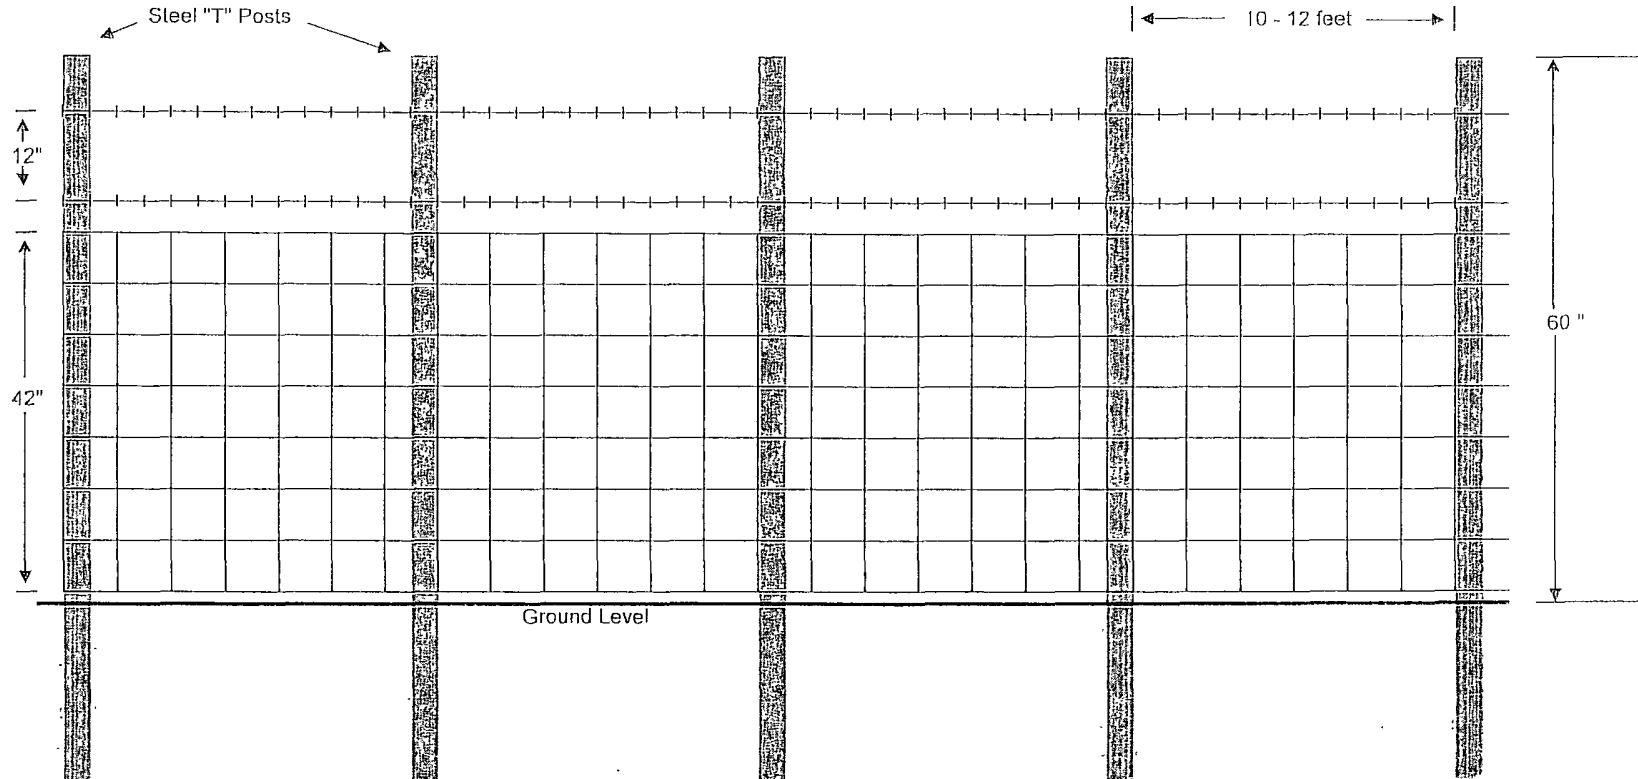 Steel "T" Posts
10 - 12 feet
12"
60 "
42"
Ground Level